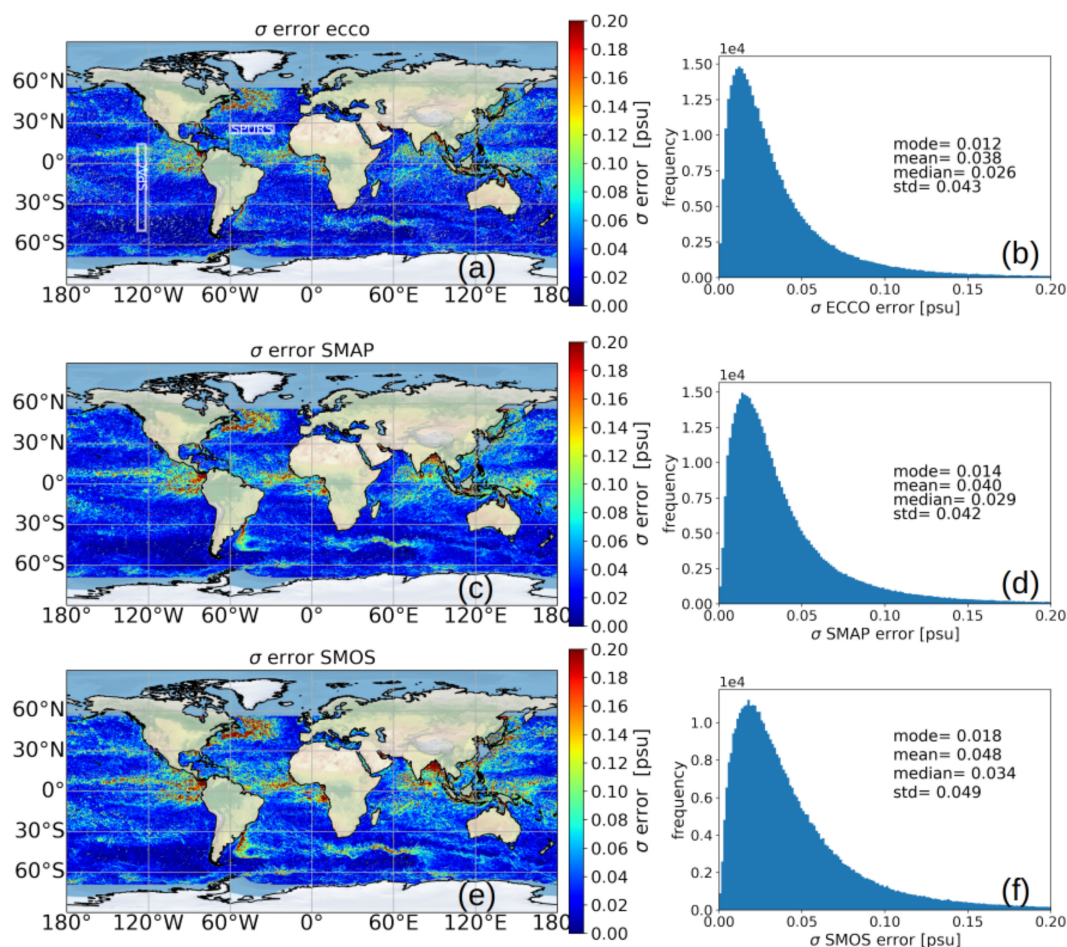 σ error ecco
60°N
30°N
0°
30°S
60°S
180°
120°W
60°W
0°
60°E
120°E
180°
SPURS
SPAC
(a)
0.20
0.18
0.16
0.14
0.12
0.10
0.08
0.06
0.04
0.02
0.00
σ error [psu]
1e4
1.50
1.25
1.00
0.75
0.50
0.25
0.00
frequency
mode= 0.012
mean= 0.038
median= 0.026
std= 0.043
(b)
0.00
0.05
0.10
0.15
0.20
σ ECCO error [psu]
σ error SMAP
60°N
30°N
0°
30°S
60°S
180°
120°W
60°W
0°
60°E
120°E
180°
(c)
0.20
0.18
0.16
0.14
0.12
0.10
0.08
0.06
0.04
0.02
0.00
σ error [psu]
1e4
1.50
1.25
1.00
0.75
0.50
0.25
0.00
frequency
mode= 0.014
mean= 0.040
median= 0.029
std= 0.042
(d)
0.00
0.05
0.10
0.15
0.20
σ SMAP error [psu]
σ error SMOS
60°N
30°N
0°
30°S
60°S
180°
120°W
60°W
0°
60°E
120°E
180°
(e)
0.20
0.18
0.16
0.14
0.12
0.10
0.08
0.06
0.04
0.02
0.00
σ error [psu]
1e4
1.0
0.8
0.6
0.4
0.2
0.0
frequency
mode= 0.018
mean= 0.048
median= 0.034
std= 0.049
(f)
0.00
0.05
0.10
0.15
0.20
σ SMOS error [psu]